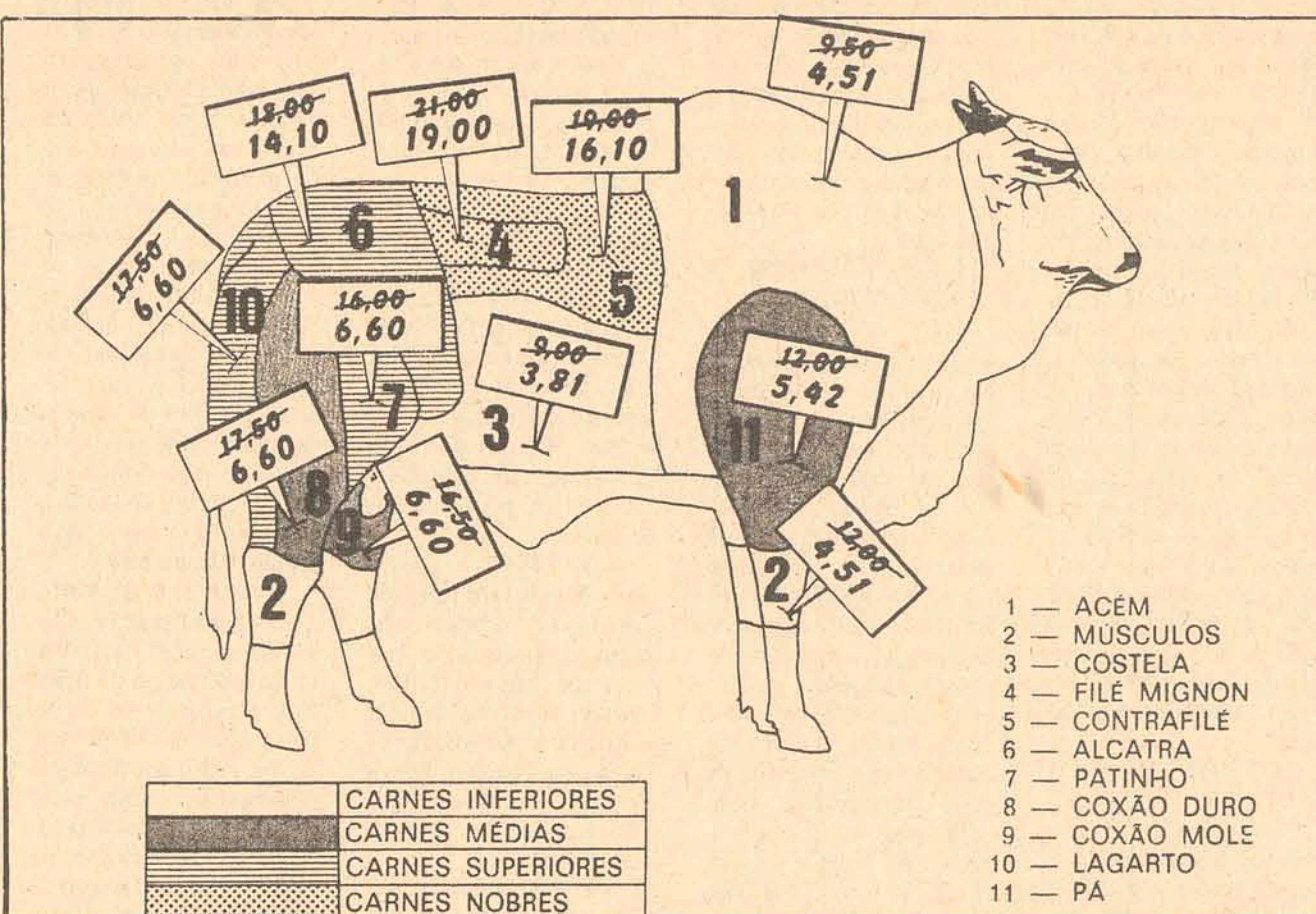 9,50
4,51
18,00
14,10
21,00
19,00
19,00
16,10
1
6
4
5
17,50
6,60
10
16,00
6,60
9,00
3,81
12,00
5,42
7
3
11
17,50
6,60
8
9
16,50
6,60
12,00
4,51
2
2
1 — ACÉM
2 — MÚSCULOS
3 — COSTELA
4 — FILÉ MIGNON
5 — CONTRAFILÉ
6 — ALCATRA
7 — PATINHO
8 — COXÃO DURO
9 — COXÃO MOLE
10 — LAGARTO
11 — PÁ
CARNES INFERIORES
CARNES MÉDIAS
CARNES SUPERIORES
CARNES NOBRES